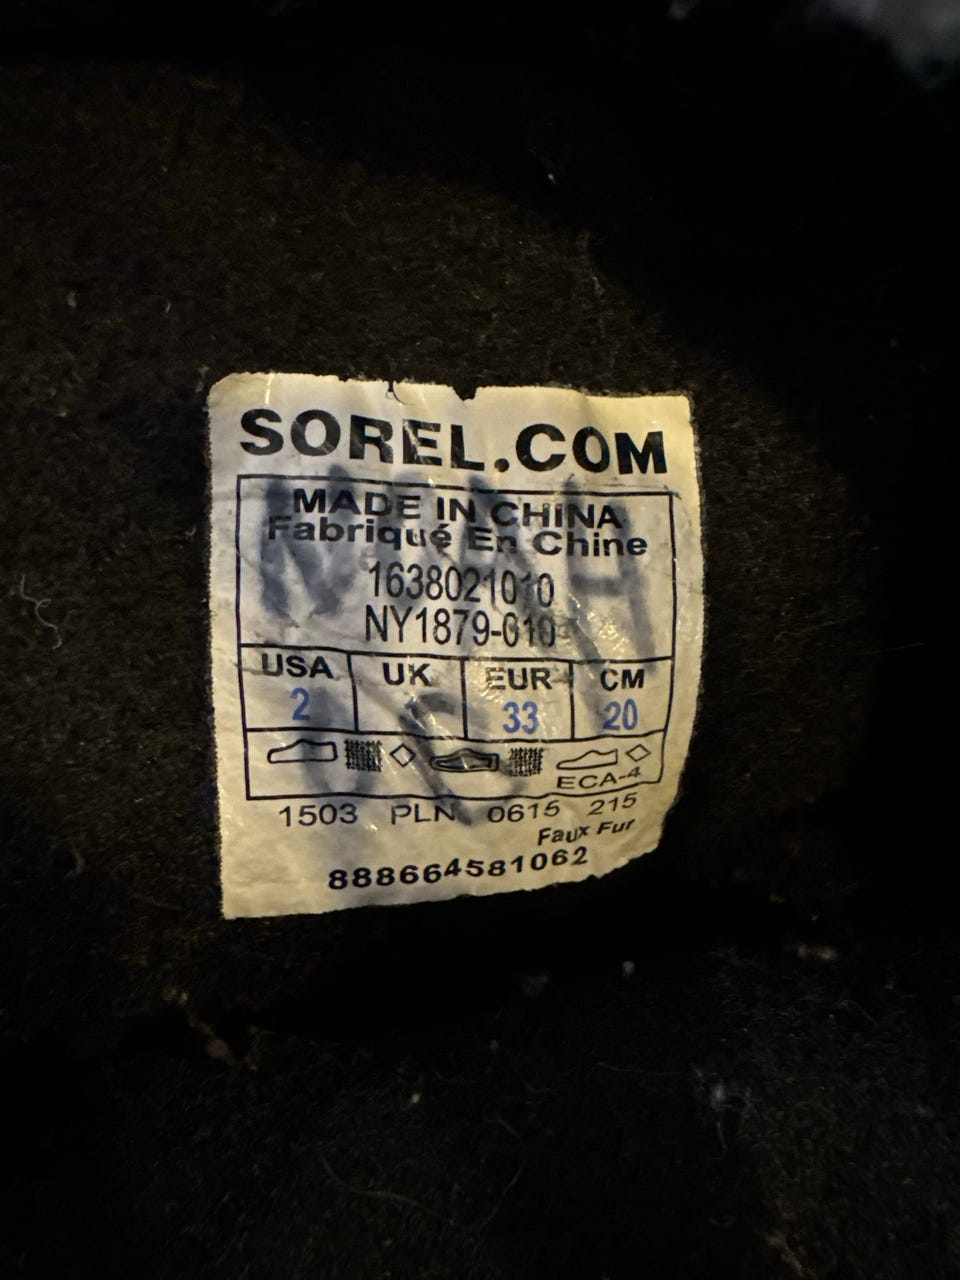 SOREL.COM
MADE IN CHINA
Fabriqué En Chine
1638021010
NY1879-010
USA UK EUR CM
2 33 20
ECA-4
1503 PLN 0615 215
Faux Fur
888664581062